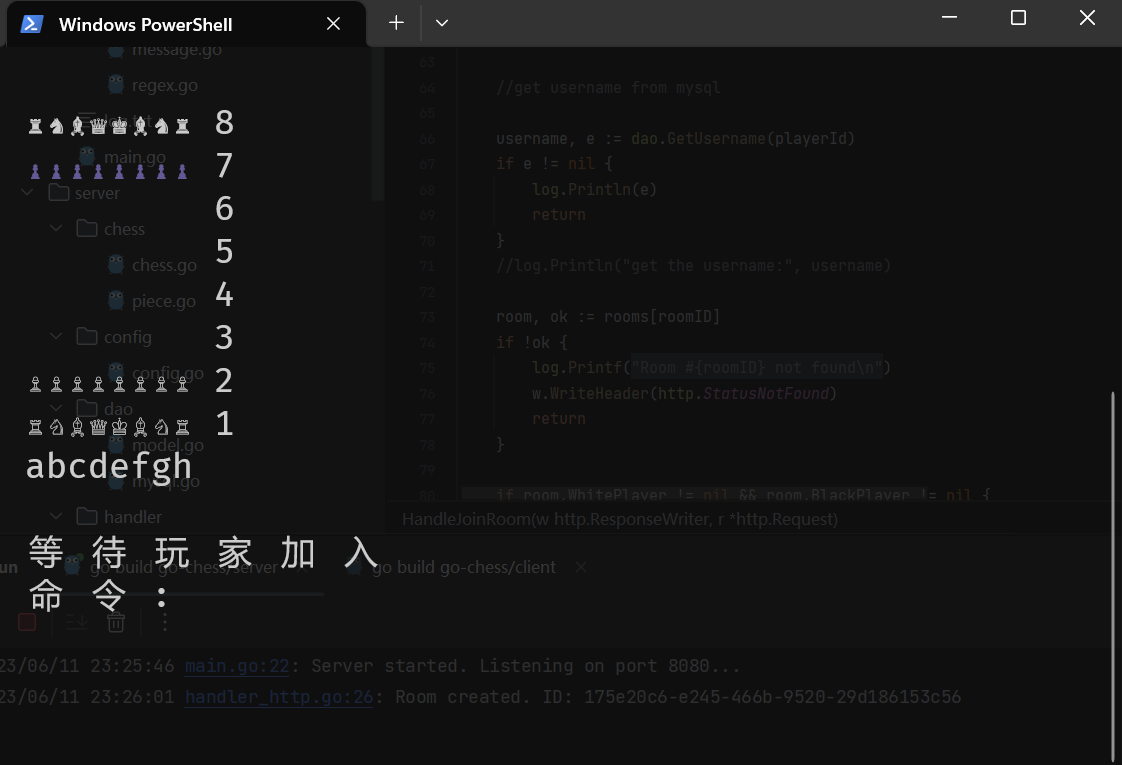 Windows PowerShell
message.go
regex.go
♜♞♝♛♚♝♞♜ 8
main.go
♟♟♟♟♟♟♟♟ 7
server
6
chess
5
chess.go
4
piece.go
3
config
config.go
♙♙♙♙♙♙♙♙ 2
dao
♖♘♗♕♔♗♘♖ 1
model.go
abcdefgh
mysql.go
handler
63
64 //get username from mysql
65
66 username, e := dao.GetUsername(playerId)
67 if e != nil {
68 log.Println(e)
69 return
70 }
71 //log.Println("get the username:", username)
72
73 room, ok := rooms[roomID]
74 if !ok {
75 log.Printf("Room #{roomID} not found\n")
76 w.WriteHeader(http.StatusNotFound)
77 return
78 }
79
80 if room.WhitePlayer != nil && room.BlackPlayer != nil {
HandleJoinRoom(w http.ResponseWriter, r *http.Request)
等待玩家加入
un go build go-chess/server go build go-chess/client
命令:
23/06/11 23:25:46 main.go:22: Server started. Listening on port 8080...
23/06/11 23:26:01 handler_http.go:26: Room created. ID: 175e20c6-e245-466b-9520-29d186153c56